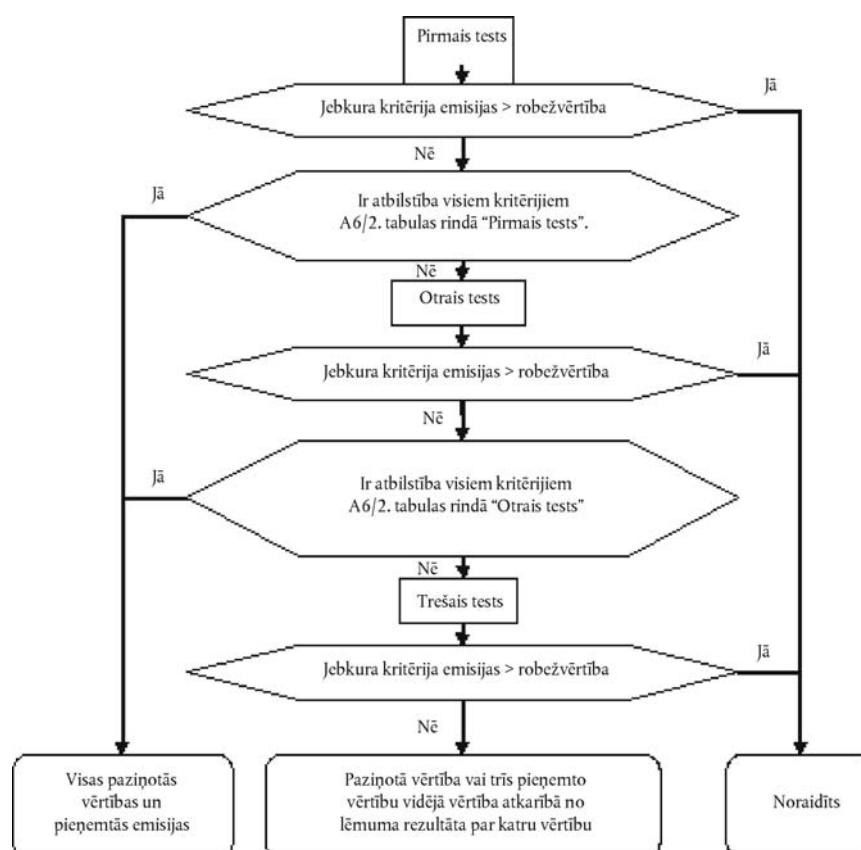 Pirmais tests
Jā
Jebkura kritērija emisijas > robežvērtība
Nē
Jā
Ir atbilstība visiem kritērijiem
A6/2. tabulas rindā “Pirmais tests”.
Nē
Otrais tests
Jā
Jebkura kritērija emisijas > robežvērtība
Nē
Jā
Ir atbilstība visiem kritērijiem
A6/2. tabulas rindā “Otrais tests”
Nē
Trešais tests
Jā
Jebkura kritērija emisijas > robežvērtība
Nē
Visas paziņotās
vērtības un
pieņemtās emisijas
Paziņotā vērtība vai trīs pieņemto
vērtību vidējā vērtība atkarībā no
lēmuma rezultāta par katru vērtību
Noraidīts